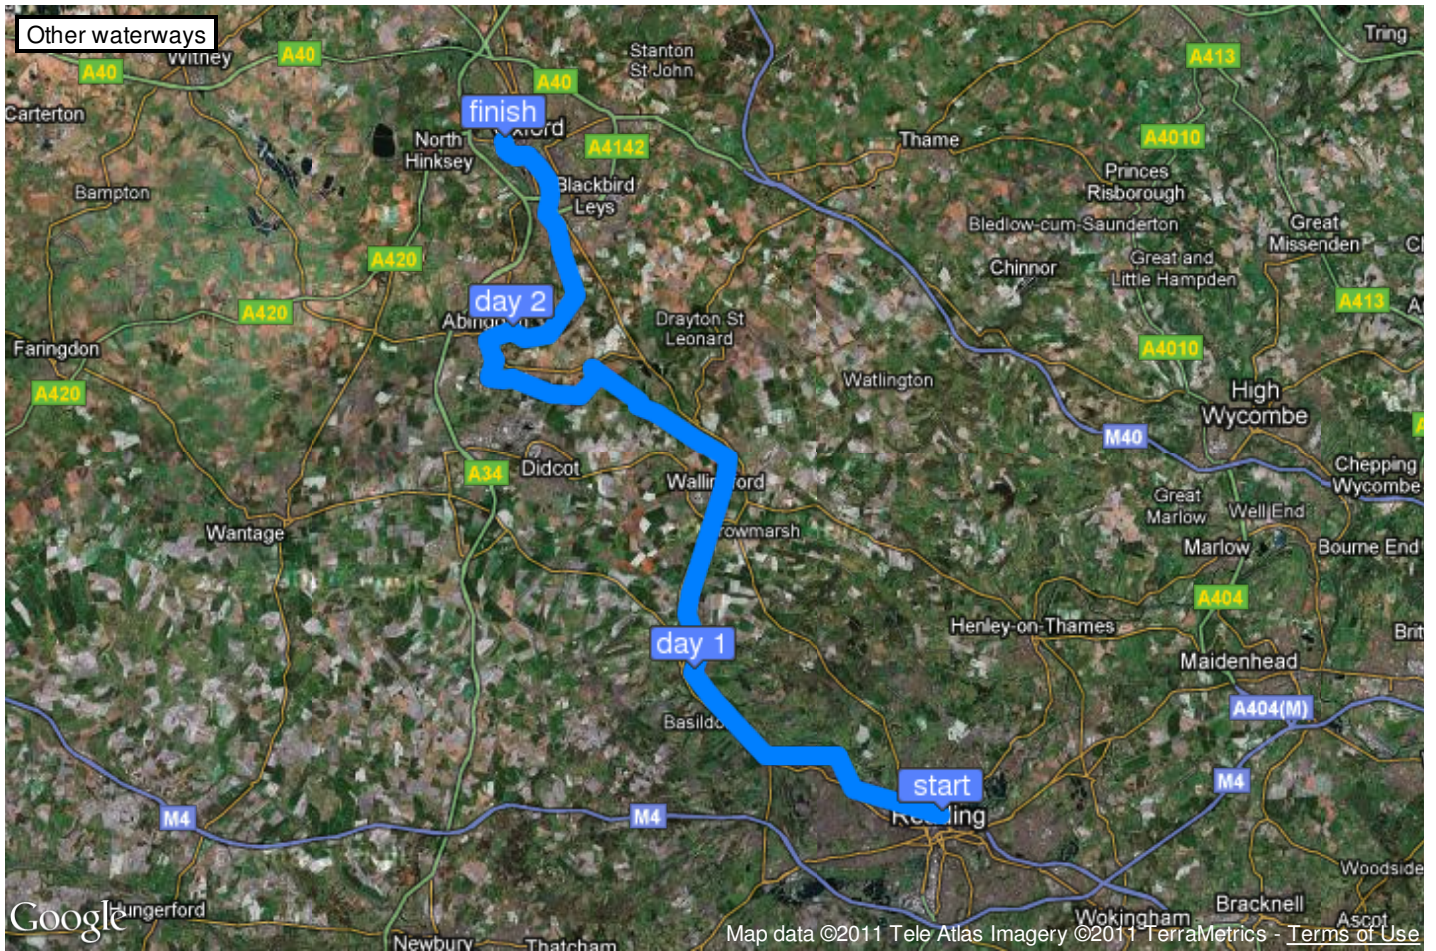 Other waterways
Witney
A40
A40
Stanton
St John
A40
A413
Tring
Carterton
finish
North
Hinksey
A4142
Thame
A4010
Princes
Risborough
Bampton
Blackbird
Leys
Bledlow-cum-Saunderton
Great
Missenden
A420
Chinnor
Great and
Little Hampden
day 2
A420
A413
Drayton St
Leonard
Faringdon
A4010
A420
Watlington
High
Wycombe
M40
A34
Didcot
Chepping
Wycombe
Great
Marlow
Well End
Wantage
Marlow
Bourne End
A404
Henley-on-Thames
day 1
Maidenhead
A404(M)
start
M4
M4
M4
Woodside
Google
Hungerford
Wokingham
Bracknell
Ascot
Newbury
Thatcham
Map data ©2011 Tele Atlas Imagery ©2011 TerraMetrics - Terms of Use